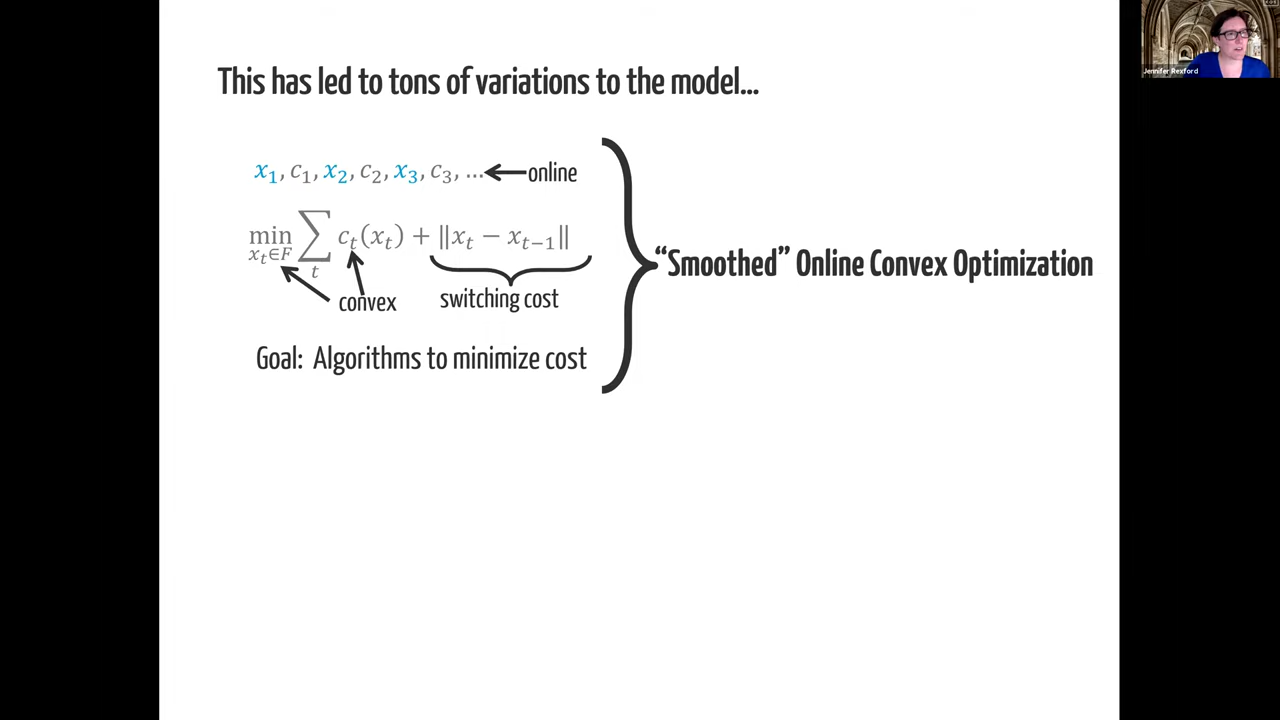 This has led to tons of variations to the model...
x₁, c₁, x₂, c₂, x₃, c₃, ... online
min_{xₜ∈F} ∑ₜ cₜ(xₜ) + ‖xₜ − xₜ₋₁‖
convex
switching cost
Goal: Algorithms to minimize cost
“Smoothed” Online Convex Optimization
Jennifer Rexford